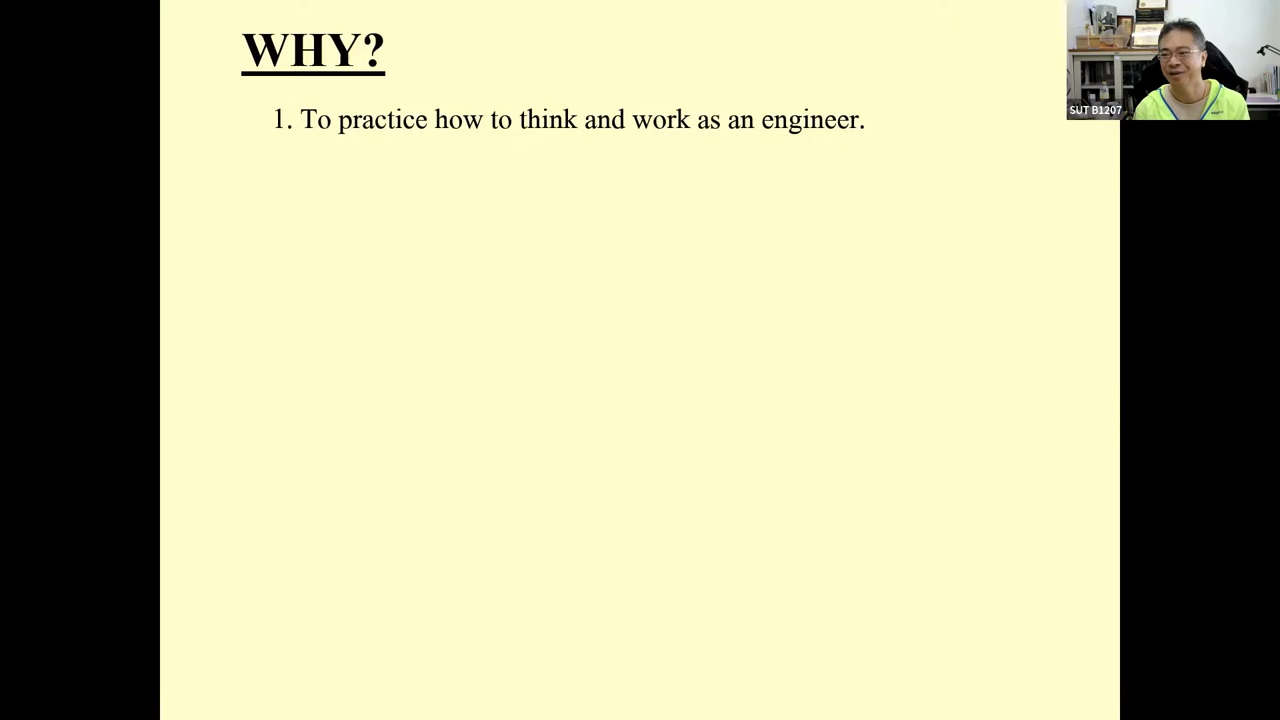 WHY?
1. To practice how to think and work as an engineer.
SUT B1207